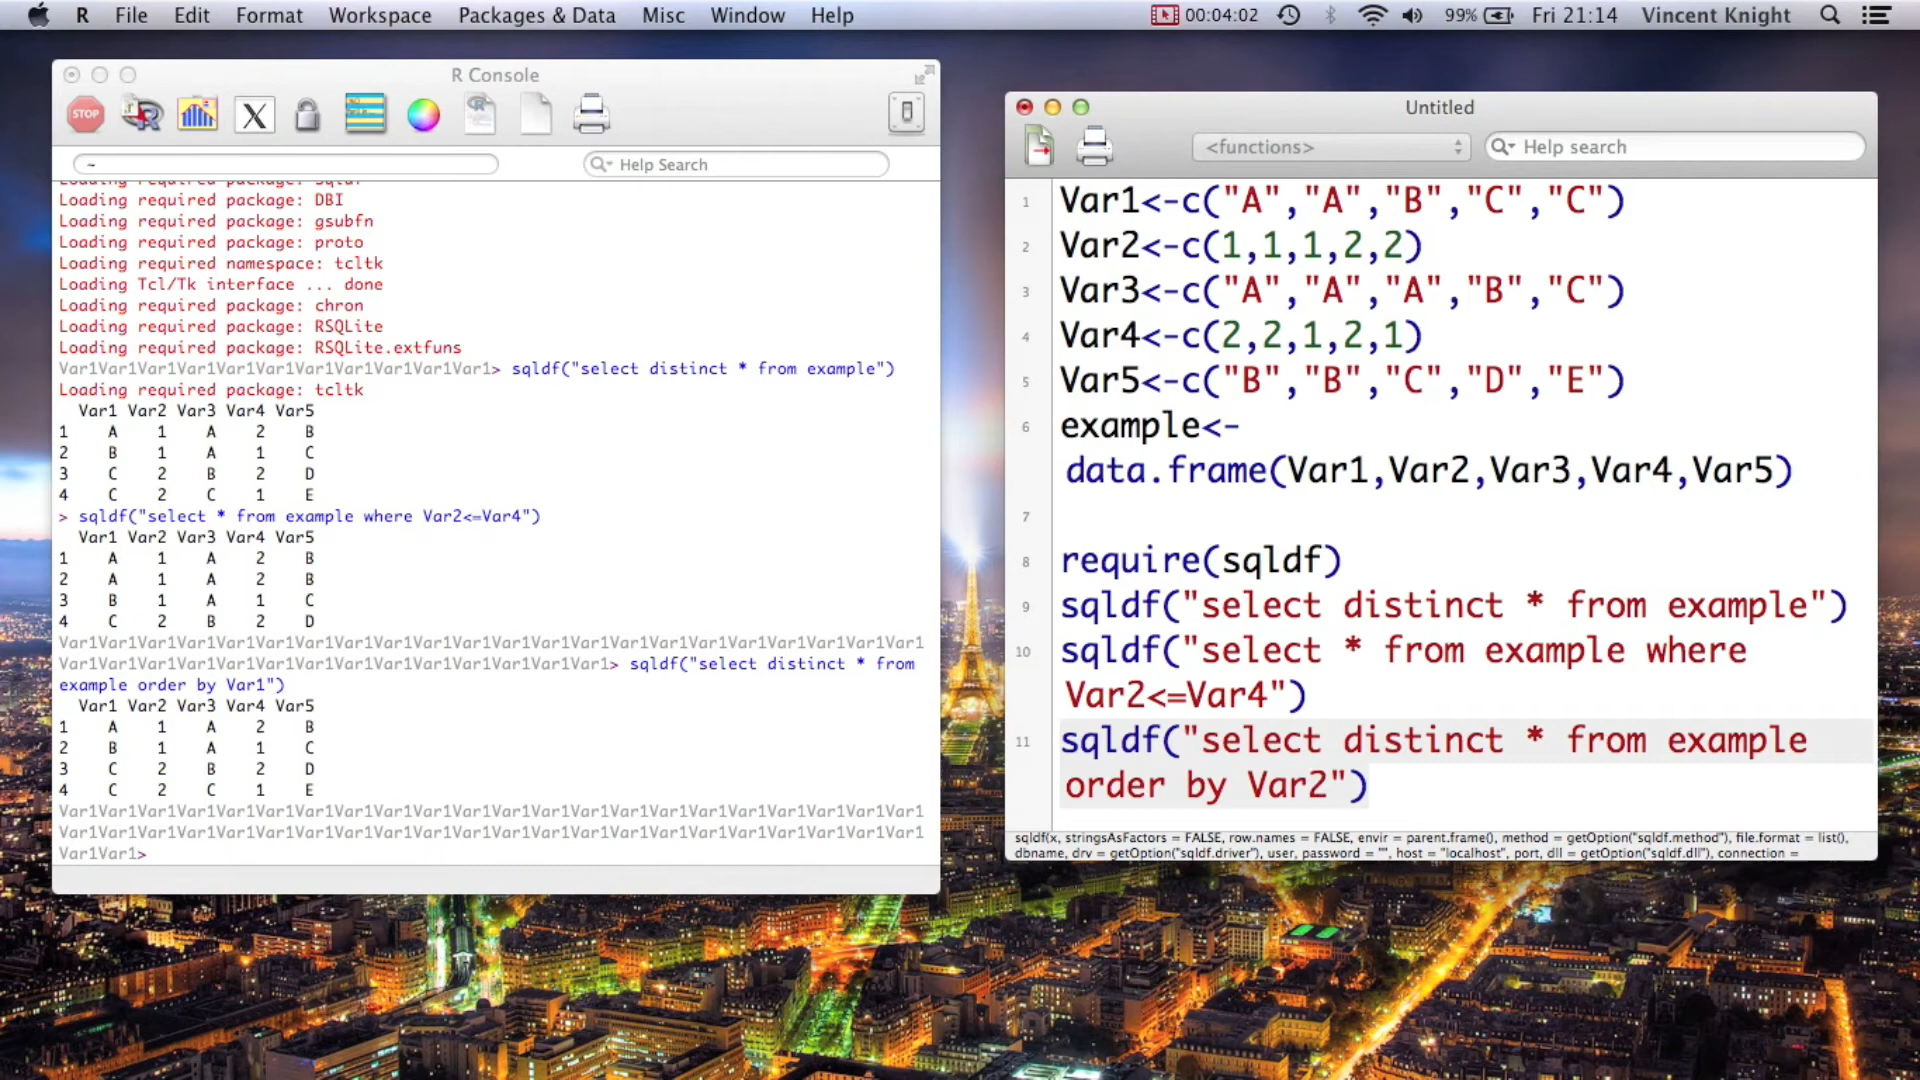 R File Edit Format Workspace Packages & Data Misc Window Help 00:04:02 99% Fri 21:14 Vincent Knight
R Console
STOP X
~ Help Search
Loading required package: sqldf
Loading required package: DBI
Loading required package: gsubfn
Loading required package: proto
Loading required namespace: tcltk
Loading Tcl/Tk interface ... done
Loading required package: chron
Loading required package: RSQLite
Loading required package: RSQLite.extfuns
Var1Var1Var1Var1Var1Var1Var1Var1Var1Var1Var1> sqldf("select distinct * from example")
Loading required package: tcltk
Var1 Var2 Var3 Var4 Var5
1 A 1 A 2 B
2 B 1 A 1 C
3 C 2 B 2 D
4 C 2 C 1 E
> sqldf("select * from example where Var2<=Var4")
Var1 Var2 Var3 Var4 Var5
1 A 1 A 2 B
2 A 1 A 2 B
3 B 1 A 1 C
4 C 2 B 2 D
Var1Var1Var1Var1Var1Var1Var1Var1Var1Var1Var1Var1Var1Var1Var1Var1Var1Var1Var1Var1Var1Var1
Var1Var1Var1Var1Var1Var1Var1Var1Var1Var1Var1Var1Var1Var1> sqldf("select distinct * from
example order by Var1")
Var1 Var2 Var3 Var4 Var5
1 A 1 A 2 B
2 B 1 A 1 C
3 C 2 B 2 D
4 C 2 C 1 E
Var1Var1Var1Var1Var1Var1Var1Var1Var1Var1Var1Var1Var1Var1Var1Var1Var1Var1Var1Var1Var1Var1
Var1Var1Var1Var1Var1Var1Var1Var1Var1Var1Var1Var1Var1Var1Var1Var1Var1Var1Var1Var1Var1Var1
Var1Var1>
Untitled
<functions> Help search
1 Var1<-c("A","A","B","C","C")
2 Var2<-c(1,1,1,2,2)
3 Var3<-c("A","A","A","B","C")
4 Var4<-c(2,2,1,2,1)
5 Var5<-c("B","B","C","D","E")
6 example<-
data.frame(Var1,Var2,Var3,Var4,Var5)
7
8 require(sqldf)
9 sqldf("select distinct * from example")
10 sqldf("select * from example where
Var2<=Var4")
11 sqldf("select distinct * from example
order by Var2")
sqldf(x, stringsAsFactors = FALSE, row.names = FALSE, envir = parent.frame(), method = getOption("sqldf.method"), file.format = list(),
dbname, drv = getOption("sqldf.driver"), user, password = "", host = "localhost", port, dll = getOption("sqldf.dll"), connection =